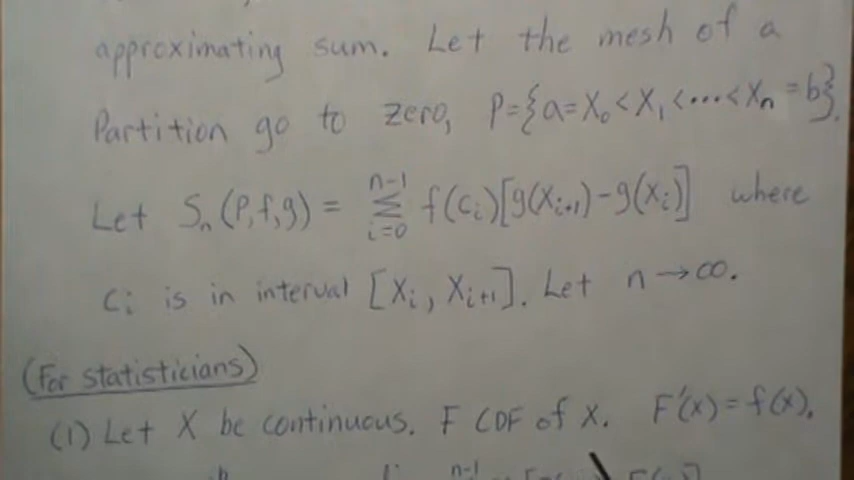 approximating sum. Let the mesh of a
Partition go to zero, P={a=X₀<X₁<···<Xₙ=b}.
Let Sₙ(P,f,g) = Σ_{i=0}^{n-1} f(cᵢ)[g(Xᵢ₊₁)-g(Xᵢ)] where
cᵢ is in interval [Xᵢ, Xᵢ₊₁]. Let n→∞.
(For statisticians)
(1) Let X be continuous. F CDF of X. F'(x)=f(x).
n-1